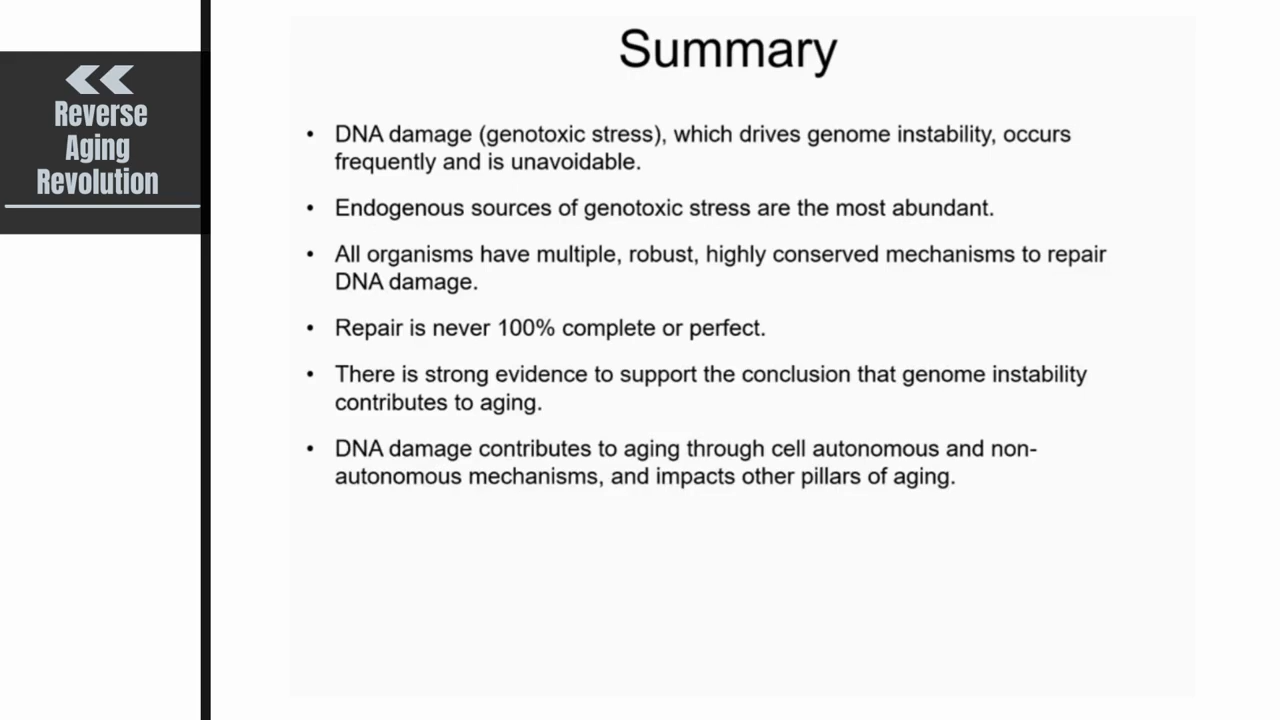 Reverse
Aging
Revolution
Summary
• DNA damage (genotoxic stress), which drives genome instability, occurs
frequently and is unavoidable.
• Endogenous sources of genotoxic stress are the most abundant.
• All organisms have multiple, robust, highly conserved mechanisms to repair
DNA damage.
• Repair is never 100% complete or perfect.
• There is strong evidence to support the conclusion that genome instability
contributes to aging.
• DNA damage contributes to aging through cell autonomous and non-
autonomous mechanisms, and impacts other pillars of aging.